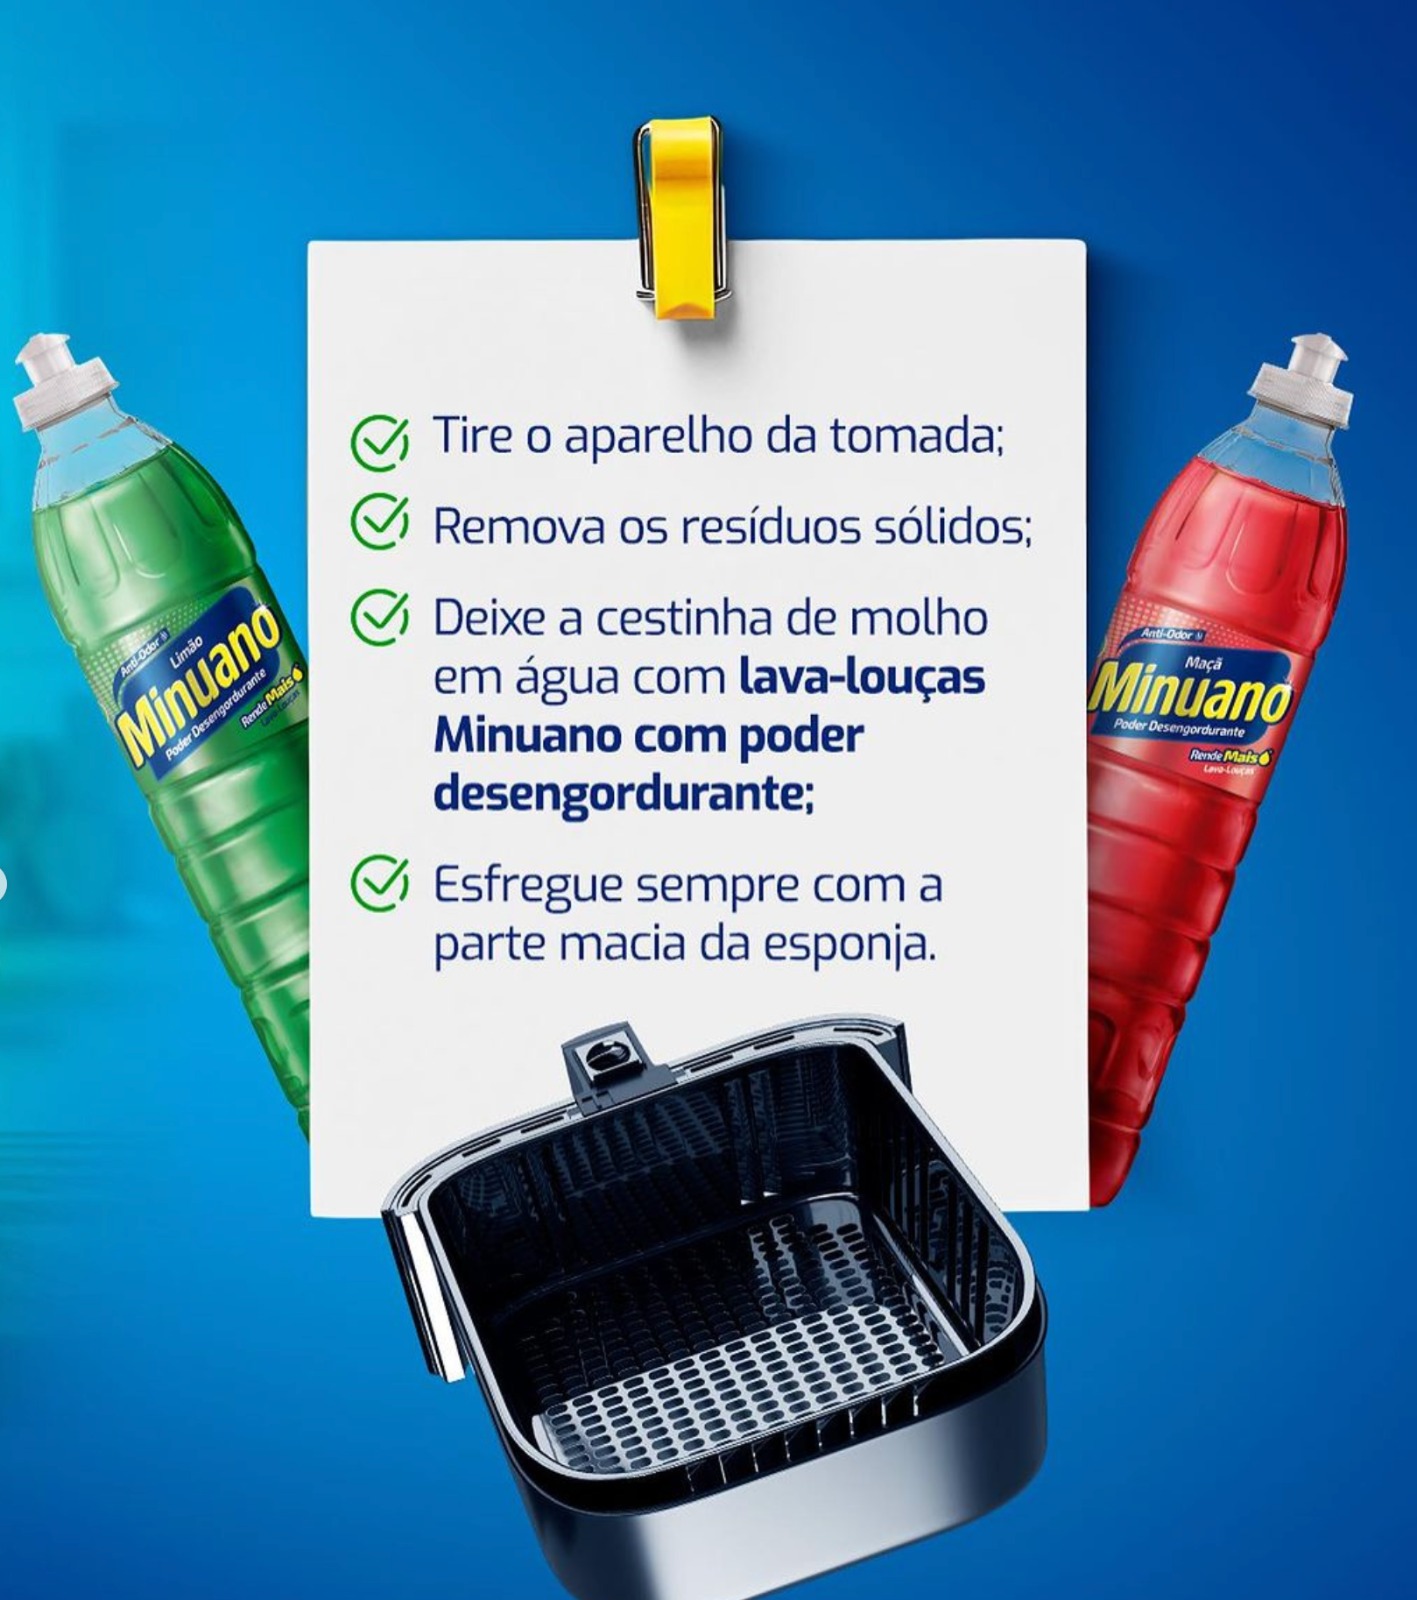 Tire o aparelho da tomada;
Remova os resíduos sólidos;
Deixe a cestinha de molho
em água com lava-louças
Minuano com poder
desengordurante;
Esfregue sempre com a
parte macia da esponja.
Anti-Odor
Limão
Minuano
Poder Desengordurante
Rende Mais
Lava-Louças
Anti-Odor
Maçã
Minuano
Poder Desengordurante
Rende Mais
Lava-Louças